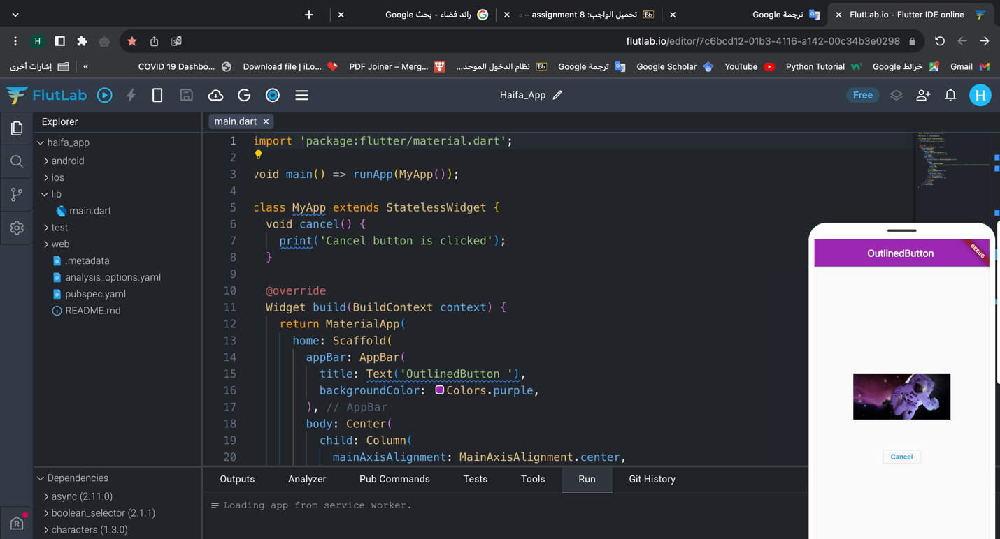 رائد فضاء - بحث Google
تحميل الواجب: assignment 8 –
ترجمة Google
FlutLab.io - Flutter IDE online
H
flutlab.io/editor/7c6bcd12-01b3-4116-a142-00c34b3e0298
إشارات أخرى
«
COVID 19 Dashbo...
Download file | iLo...
PDF Joiner – Merg...
نظام الدخول الموحد...
Bb
ترجمة Google
Google Scholar
YouTube
Python Tutorial
خرائط Google
Gmail
FlutLab
Haifa_App
Free
H
Explorer
main.dart
haifa_app
android
ios
lib
main.dart
test
web
.metadata
analysis_options.yaml
pubspec.yaml
README.md
Dependencies
async (2.11.0)
boolean_selector (2.1.1)
characters (1.3.0)
R
1 import 'package:flutter/material.dart';
2
3 void main() => runApp(MyApp());
4
5 class MyApp extends StatelessWidget {
6 void cancel() {
7 print('Cancel button is clicked');
8 }
9
10 @override
11 Widget build(BuildContext context) {
12 return MaterialApp(
13 home: Scaffold(
14 appBar: AppBar(
15 title: Text('OutlinedButton '),
16 backgroundColor: Colors.purple,
17 ), // AppBar
18 body: Center(
19 child: Column(
20 mainAxisAlignment: MainAxisAlignment.center,
OutlinedButton
DEBUG
Cancel
Outputs
Analyzer
Pub Commands
Tests
Tools
Run
Git History
Loading app from service worker.